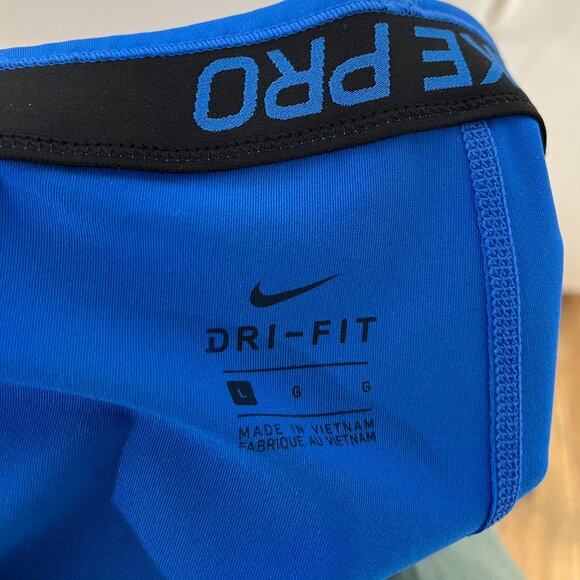 KE PRO
DRI-FIT
L G G
MADE IN VIETNAM
FABRIQUE AU VIETNAM